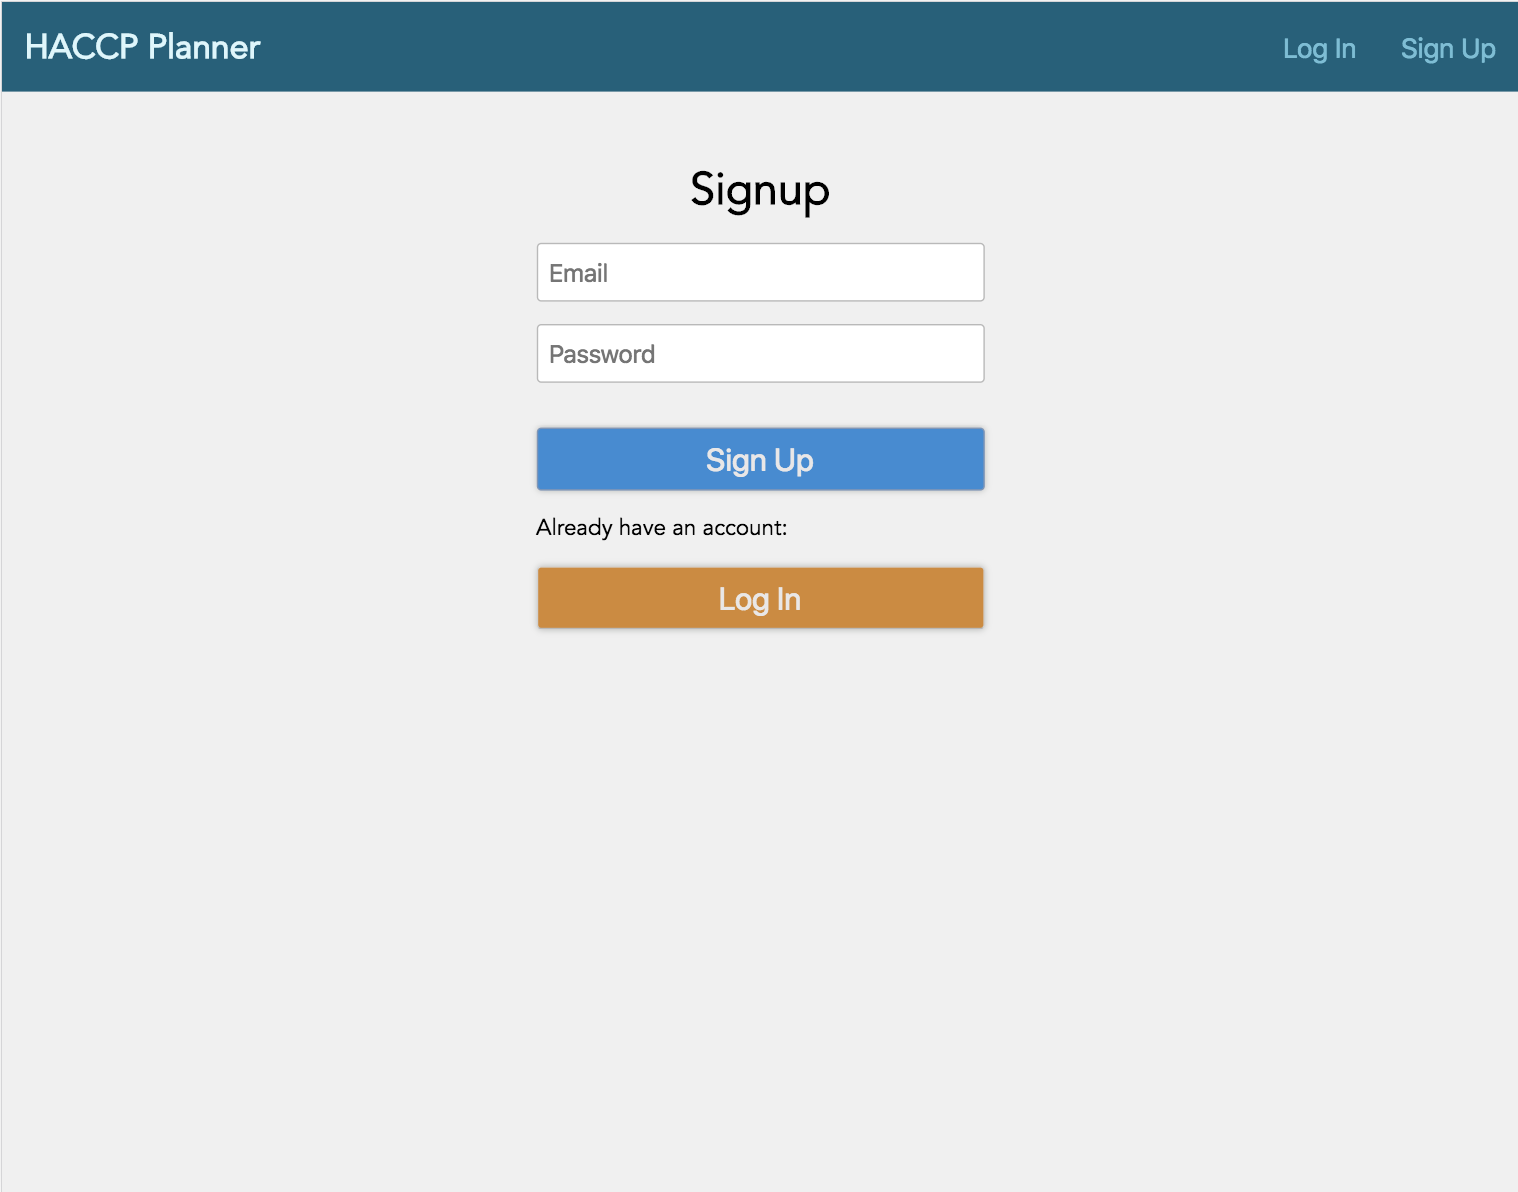 HACCP Planner
Log In
Sign Up
Signup
Email
Password
Sign Up
Already have an account:
Log In